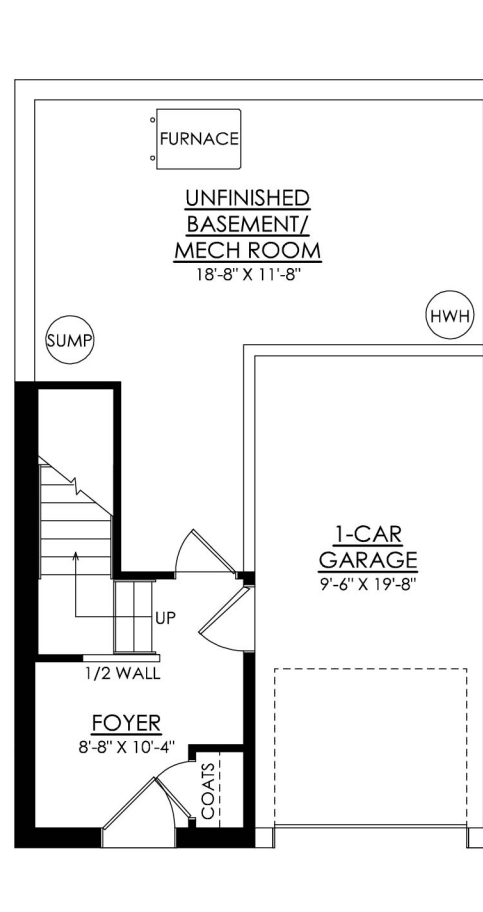 FURNACE
UNFINISHED
BASEMENT/
MECH ROOM
18'-8" X 11'-8"
HWH
SUMP
1-CAR
GARAGE
9'-6" X 19'-8"
UP
1/2 WALL
FOYER
8'-8" X 10'-4"
COATS